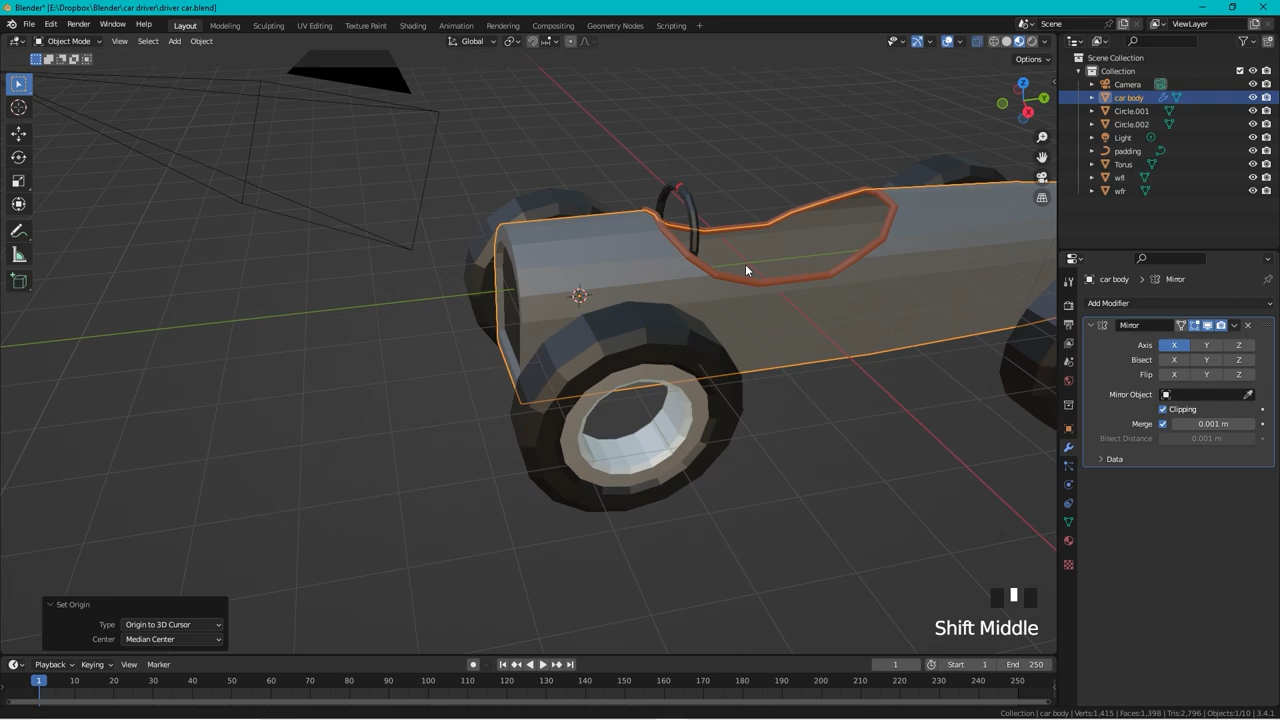 Blender* [E:\Dropbox\Blender\car driver\driver car.blend]
File Edit Render Window Help Layout Modeling Sculpting UV Editing Texture Paint Shading Animation Rendering Compositing Geometry Nodes Scripting + Scene ViewLayer
Object Mode View Select Add Object Global
Options
Scene Collection
Collection
Camera
car body
Circle.001
Circle.002
Light
padding
Torus
wfl
wfr
Z
Y
X
car body Mirror
Add Modifier
Mirror
Axis X Y Z
Bisect X Y Z
Flip X Y Z
Mirror Object
Clipping
Merge 0.001 m
Bisect Distance 0.001 m
Data
Set Origin
Type Origin to 3D Cursor
Center Median Center
Shift Middle
Playback Keying View Marker 1 Start 1 End 250
1 10 20 30 40 50 60 70 80 90 100 110 120 130 140 150 160 170 180 190 200 210 220 230 240 250
Collection | car body | Verts:1,415 | Faces:1,398 | Tris:2,796 | Objects:1/10 | 3.4.1